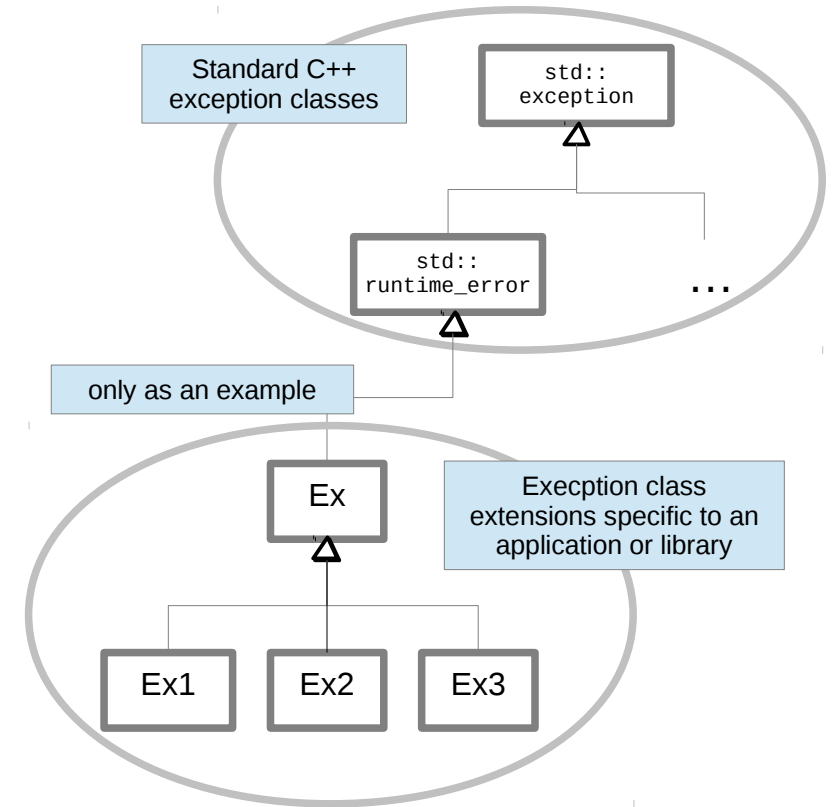 Standard C++
exception classes
std::
exception
std::
runtime_error
...
only as an example
Ex
Execption class
extensions specific to an
application or library
Ex1
Ex2
Ex3